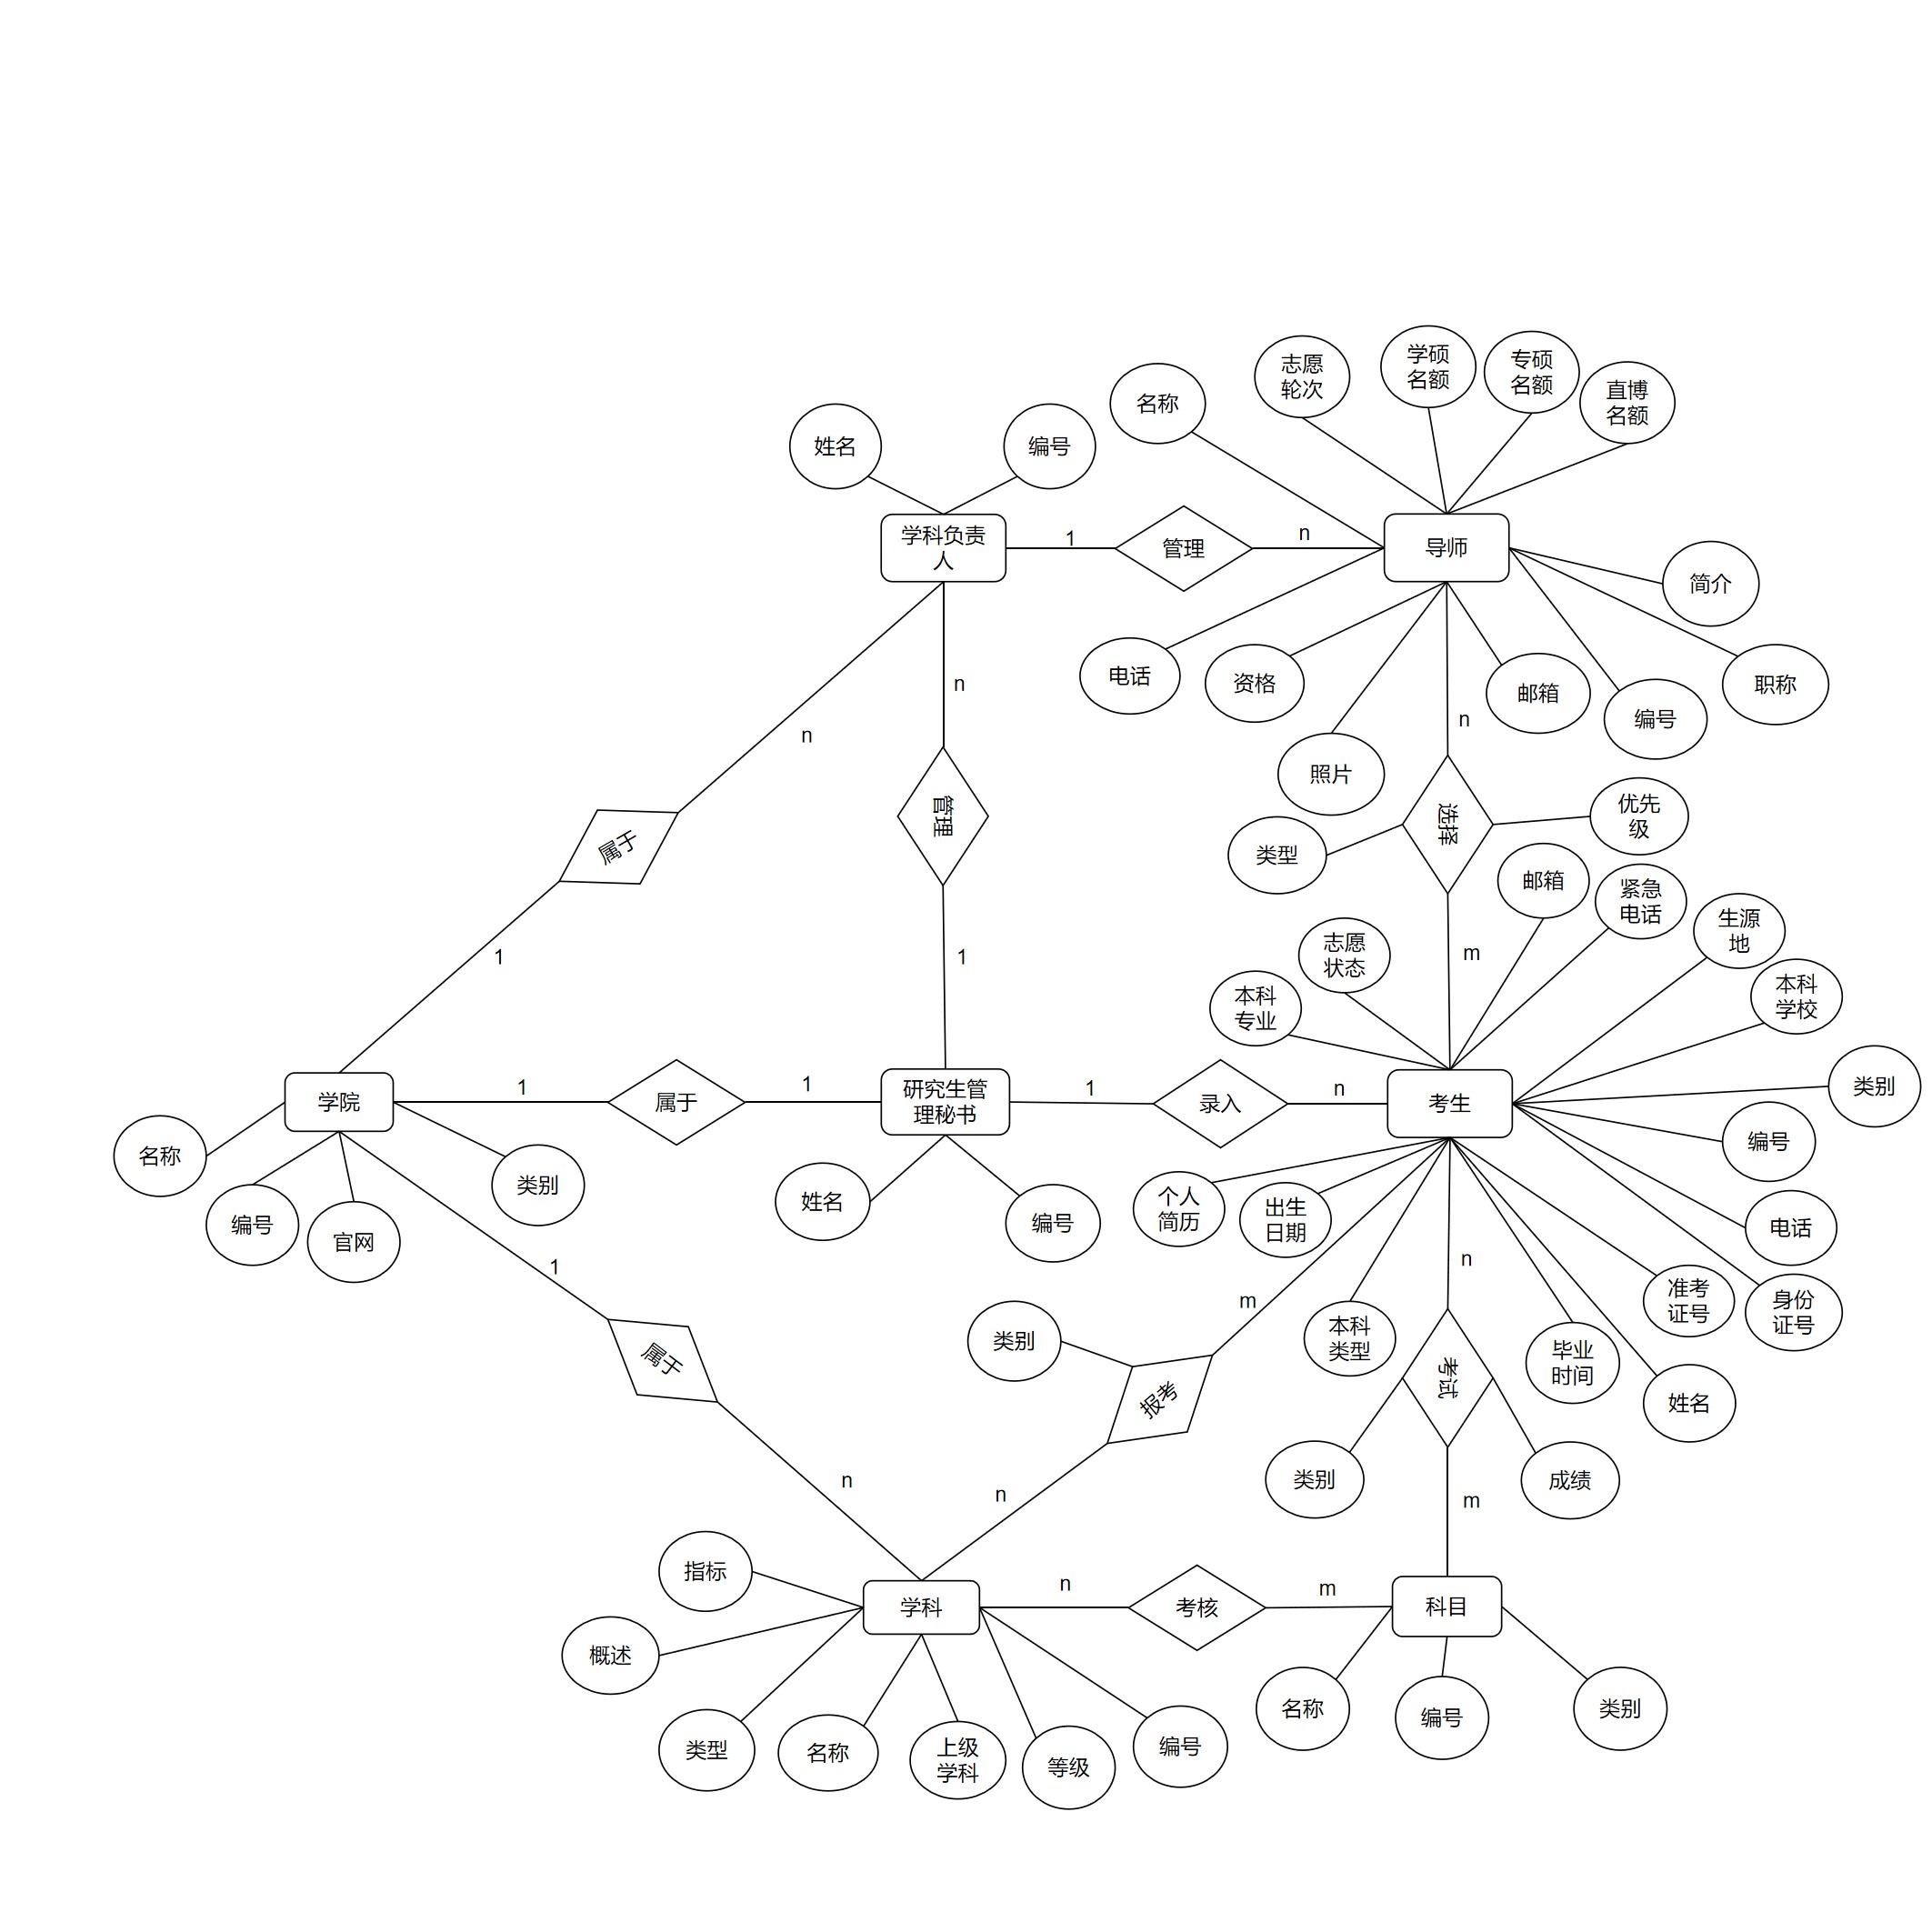 学硕
名额
专硕
名额
志愿
轮次
直博
名额
名称
姓名
编号
学科负责
人
1
管理
n
导师
简介
电话
资格
邮箱
职称
编号
n
n
n
照片
选择
优先
级
管理
属于
类型
邮箱
紧急
电话
生源
地
志愿
状态
1
1
m
本科
专业
本科
学校
学院
1
属于
1
研究生管
理秘书
1
录入
n
考生
类别
名称
类别
编号
官网
姓名
编号
个人
简历
出生
日期
编号
电话
1
m
n
准考
证号
身份
证号
类别
本科
类型
毕业
时间
属于
报考
考试
姓名
n
n
类别
成绩
m
指标
学科
n
考核
m
科目
概述
类型
名称
上级
学科
等级
编号
名称
编号
类别